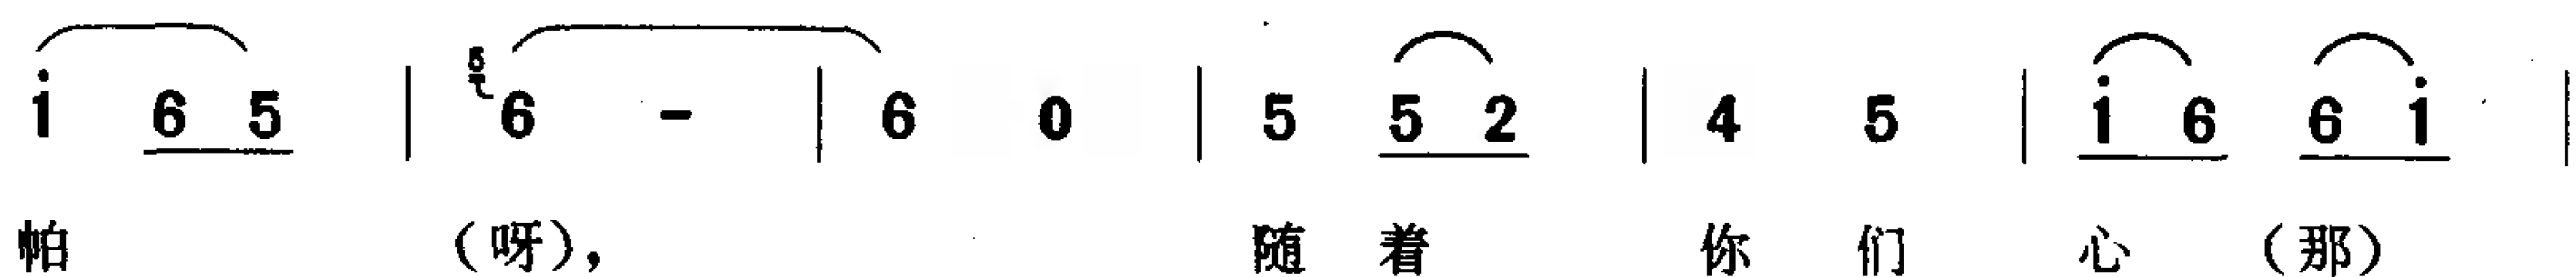 i 6 5 | 5 6 - | 6 0 | 5 5 2 | 4 5 | i 6 6 i |
帕 （呀）， 随 着 你 们 心 （那）